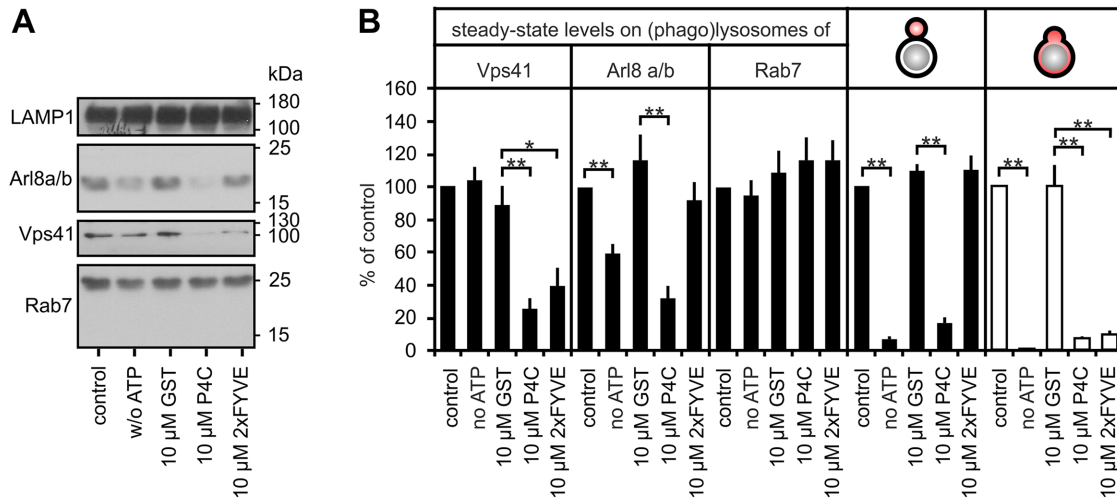 A
kDa
LAMP1
180
100
Arl8a/b
25
15
Vps41
130
100
Rab7
25
15
control
w/o ATP
10 µM GST
10 µM P4C
10 µM 2xFYVE
B
steady-state levels on (phago)lysosomes of
Vps41
Arl8 a/b
Rab7
% of control
160
140
120
100
80
60
40
20
0
**
*
**
**
**
**
**
**
**
**
control
no ATP
10 µM GST
10 µM P4C
10 µM 2xFYVE
control
no ATP
10 µM GST
10 µM P4C
10 µM 2xFYVE
control
no ATP
10 µM GST
10 µM P4C
10 µM 2xFYVE
control
no ATP
10 µM GST
10 µM P4C
10 µM 2xFYVE
control
no ATP
10 µM GST
10 µM P4C
10 µM 2xFYVE